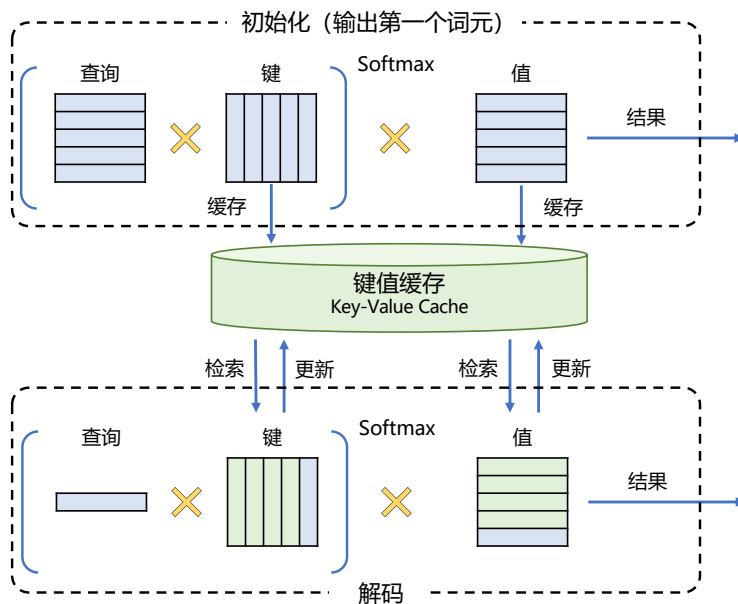 初始化（输出第一个词元）
查询
键
Softmax
值
结果
缓存
缓存
键值缓存
Key-Value Cache
检索
更新
检索
更新
查询
键
Softmax
值
结果
解码